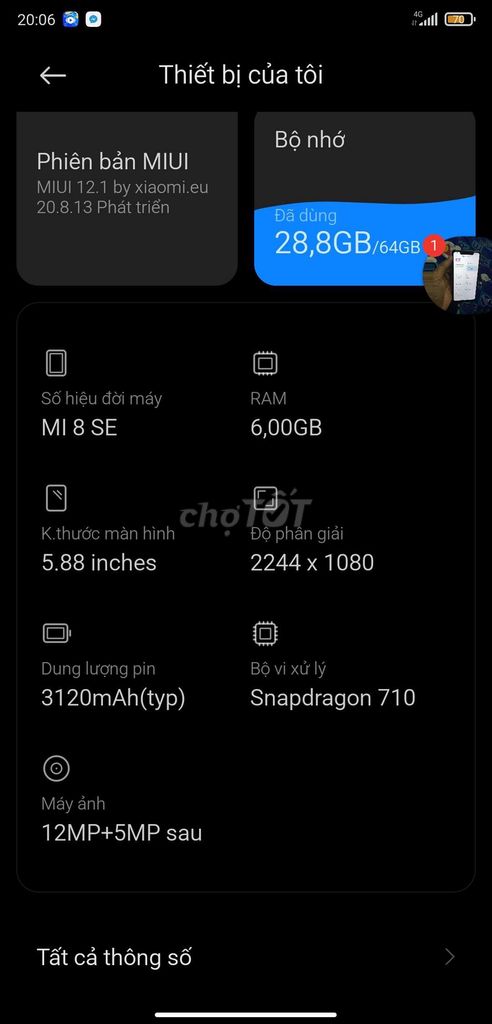 20:06
4G
70
Thiết bị của tôi
Phiên bản MIUI
MIUI 12.1 by xiaomi.eu
20.8.13 Phát triển
Bộ nhớ
Đã dùng
28,8GB/64GB
1
Số hiệu đời máy
MI 8 SE
RAM
6,00GB
chợTỐT
K.thước màn hình
5.88 inches
Độ phân giải
2244 x 1080
Dung lượng pin
3120mAh(typ)
Bộ vi xử lý
Snapdragon 710
Máy ảnh
12MP+5MP sau
Tất cả thông số